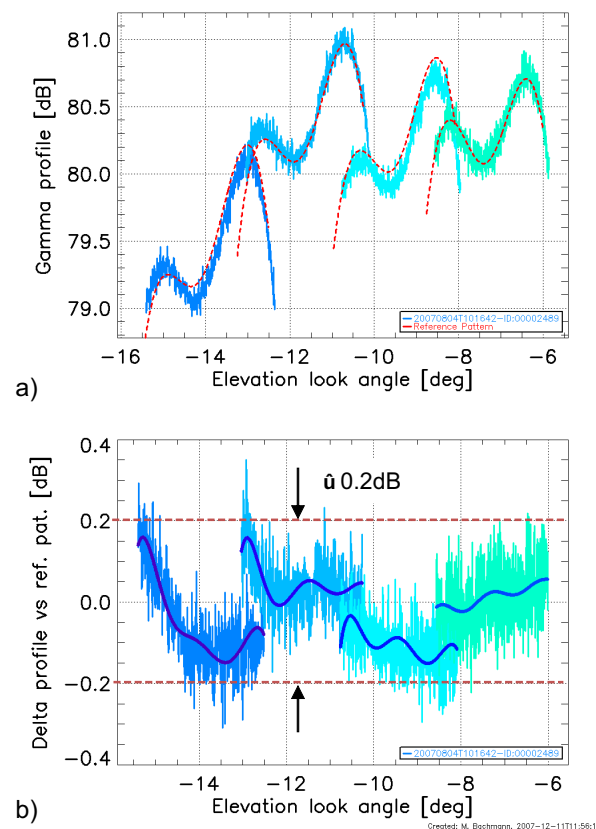 81.0
80.5
80.0
79.5
79.0
Gamma profile [dB]
20070804T101642-ID:00002489
Reference Pattern
-16 -14 -12 -10 -8 -6
Elevation look angle [deg]
a)
0.4
0.2
0.0
-0.2
-0.4
Delta profile vs ref. pat. [dB]
û 0.2dB
20070804T101642-ID:00002489
-14 -12 -10 -8 -6
Elevation look angle [deg]
b)
Created: M. Bachmann, 2007-12-11T11:56:1